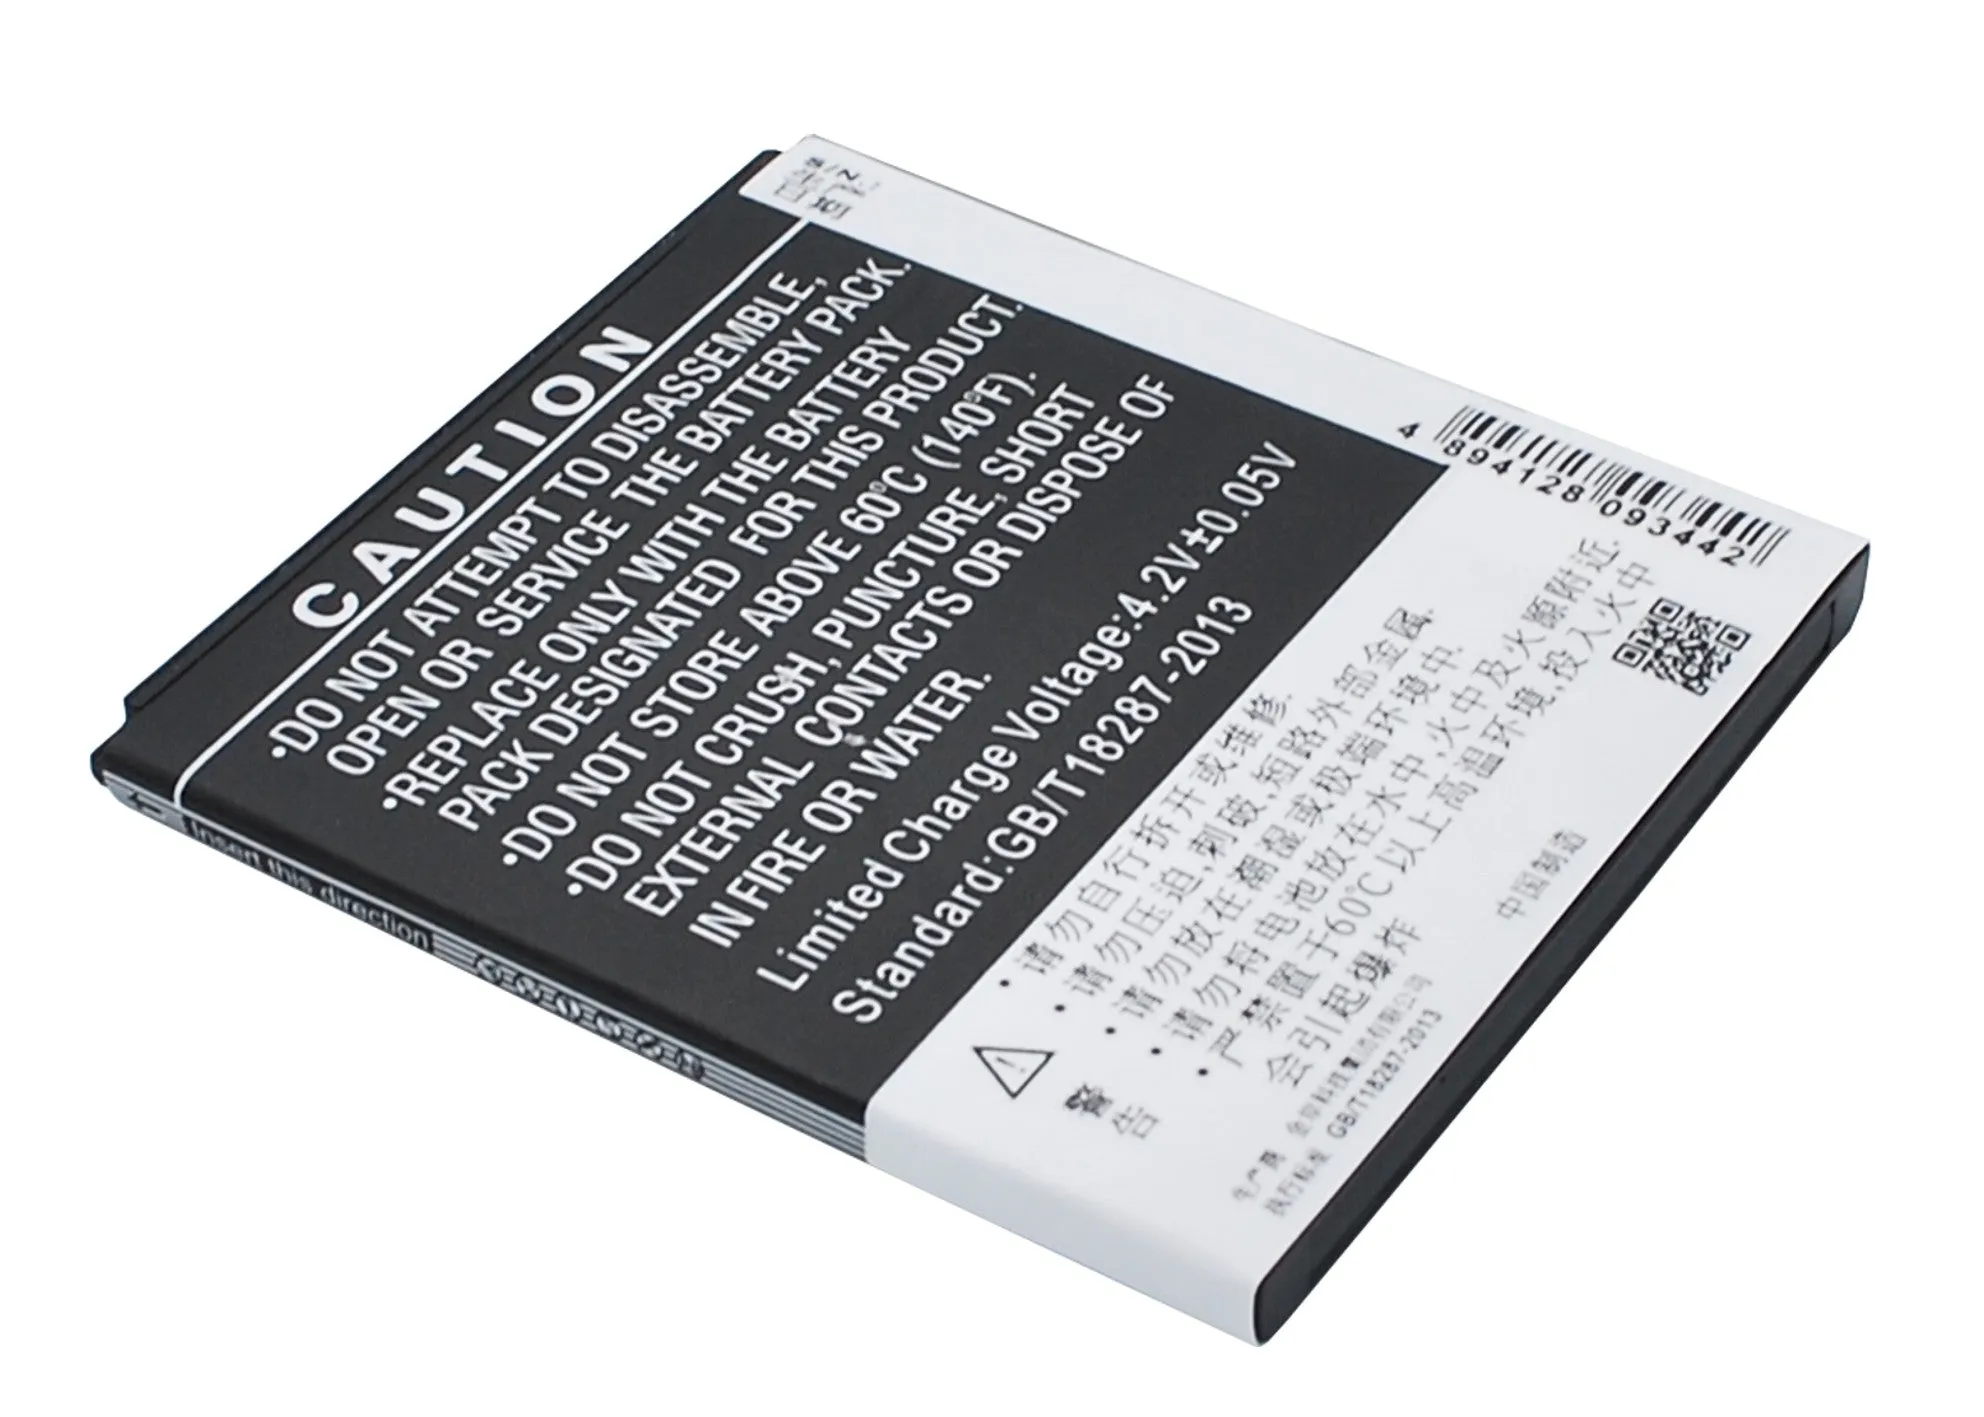 S/N:
CAUTION
•DO NOT ATTEMPT TO DISASSEMBLE,
OPEN OR SERVICE THE BATTERY PACK.
•REPLACE ONLY WITH THE BATTERY
PACK DESIGNATED FOR THIS PRODUCT.
•DO NOT STORE ABOVE 60°C (140°F).
•DO NOT CRUSH, PUNCTURE, SHORT
EXTERNAL CONTACTS OR DISPOSE OF
IN FIRE OR WATER.
Limited Charge Voltage:4.2V±0.05V
Standard:GB/T18287-2013
4 894128 093442
警告
•请勿自行拆开或维修.
•请勿压迫,刺破,短路外部金属.
•请勿放在潮湿或极端环境中.
•请勿将电池放在水中,火中及火源附近.
•严禁置于60℃以上高温环境,投入火中
会引起爆炸
中国制造
执行标准 GB/T18287-2013
Insert this direction